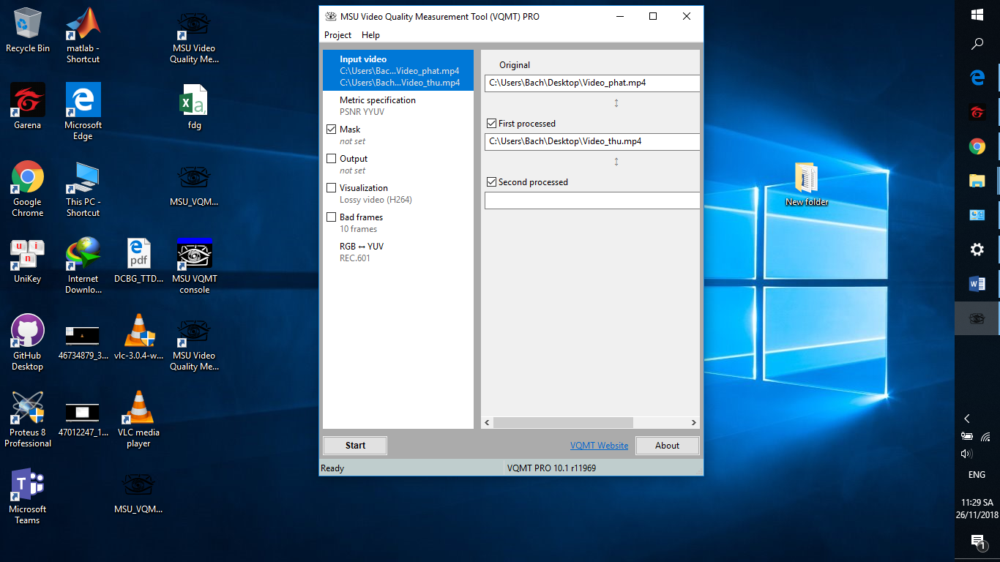 Recycle Bin
matlab -
Shortcut
MSU Video
Quality Me...
Garena
Microsoft
Edge
a,
fdg
Google
Chrome
This PC -
Shortcut
MSU_VQM...
u i
n
UniKey
Internet
Downlo...
pdf
DCBG_TTD...
MSU VQMT
console
GitHub
Desktop
46734879_3...
vlc-3.0.4-w...
MSU Video
Quality Me...
Proteus 8
Professional
47012247_1...
VLC media
player
Microsoft
Teams
MSU_VQM...
MSU Video Quality Measurement Tool (VQMT) PRO
Project Help
Input video
C:\Users\Bac...Video_phat.mp4
C:\Users\Bach...Video_thu.mp4
Metric specification
PSNR YYUV
Mask
not set
Output
not set
Visualization
Lossy video (H264)
Bad frames
10 frames
RGB ↔ YUV
REC.601
Original
C:\Users\Bach\Desktop\Video_phat.mp4
First processed
C:\Users\Bach\Desktop\Video_thu.mp4
Second processed
Start
VQMT Website
About
Ready
VQMT PRO 10.1 r11969
New folder
ENG
11:29 SA
26/11/2018
1